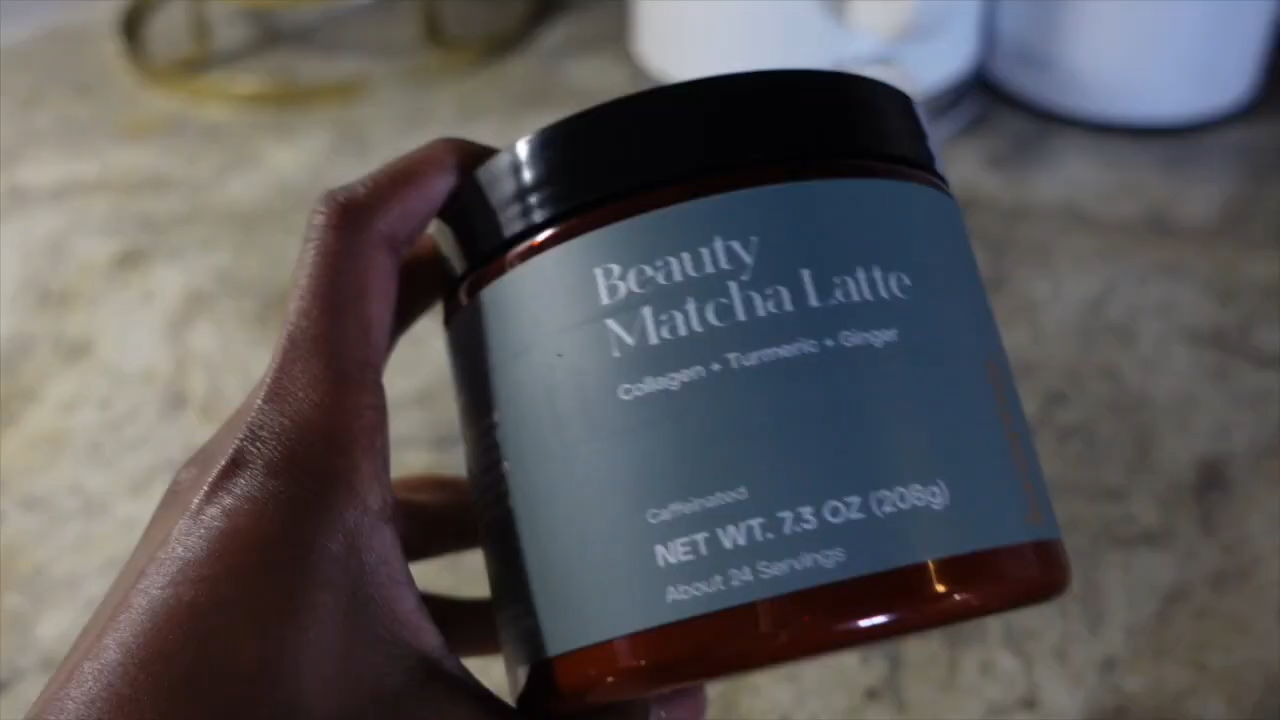 Beauty
Matcha Latte
Collagen + Turmeric + Ginger
Caffeinated
NET WT. 7.3 OZ (208g)
About 24 Servings